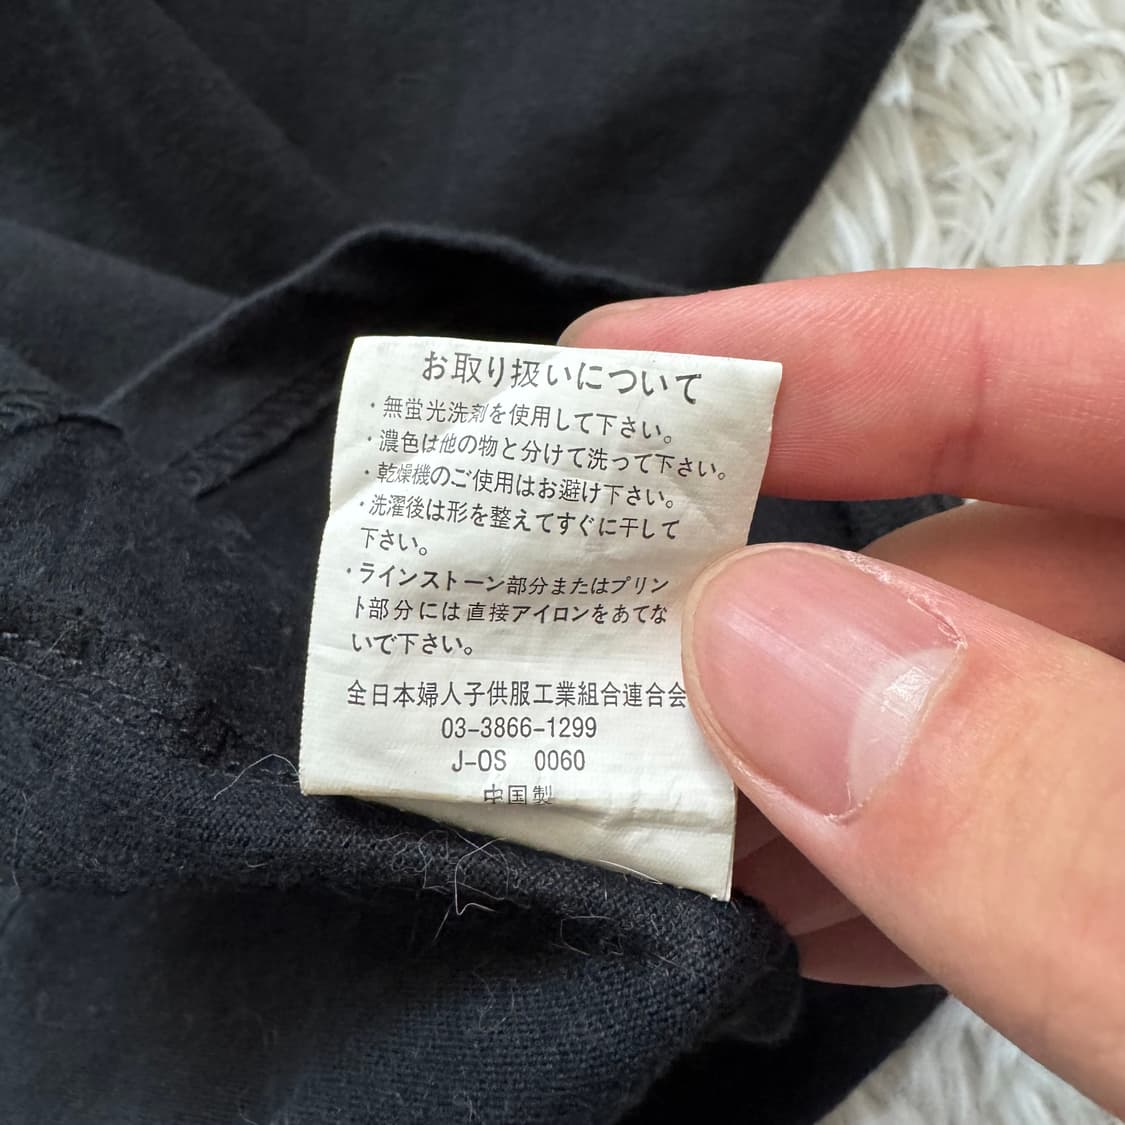 お取り扱いについて
・無蛍光洗剤を使用して下さい。
・濃色は他の物と分けて洗って下さい。
・乾燥機のご使用はお避け下さい。
・洗濯後は形を整えてすぐに干して
下さい。
・ラインストーン部分またはプリン
ト部分には直接アイロンをあてな
いで下さい。
全日本婦人子供服工業組合連合会
03-3866-1299
J-OS 0060
中国製